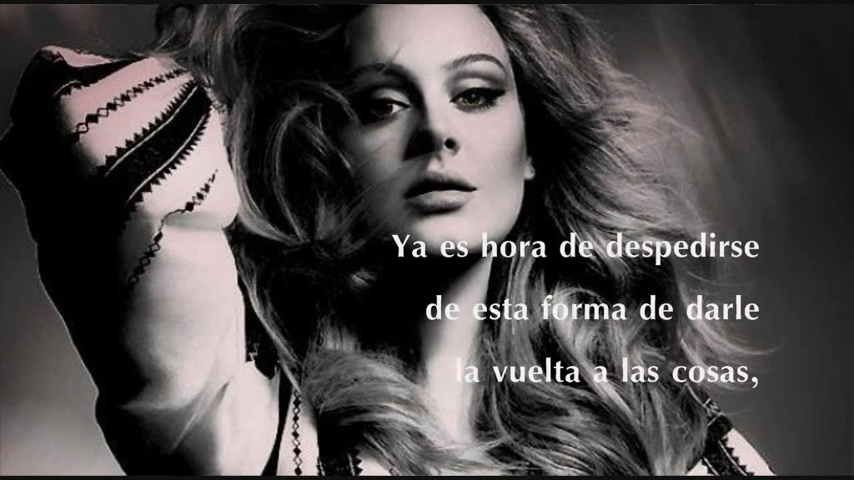 Ya es hora de despedirse
de esta forma de darle
la vuelta a las cosas,